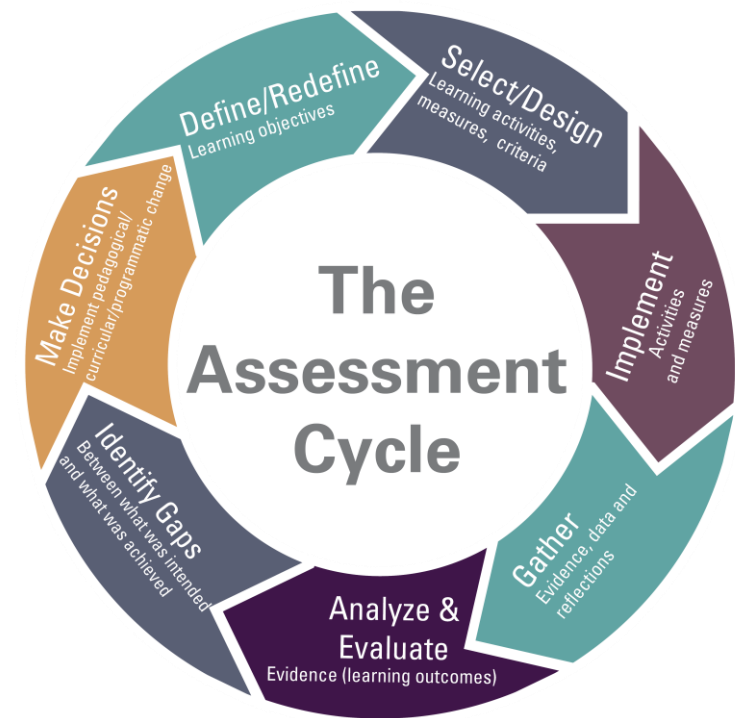 The
Assessment
Cycle
Define/Redefine
Learning objectives
Select/Design
Learning activities,
measures, criteria
Implement
Activities
and measures
Gather
Evidence, data and
reflections
Analyze &
Evaluate
Evidence (learning outcomes)
Identify Gaps
Between what was intended
and what was achieved
Make Decisions
Implement pedagogical/
curricular/programmatic change